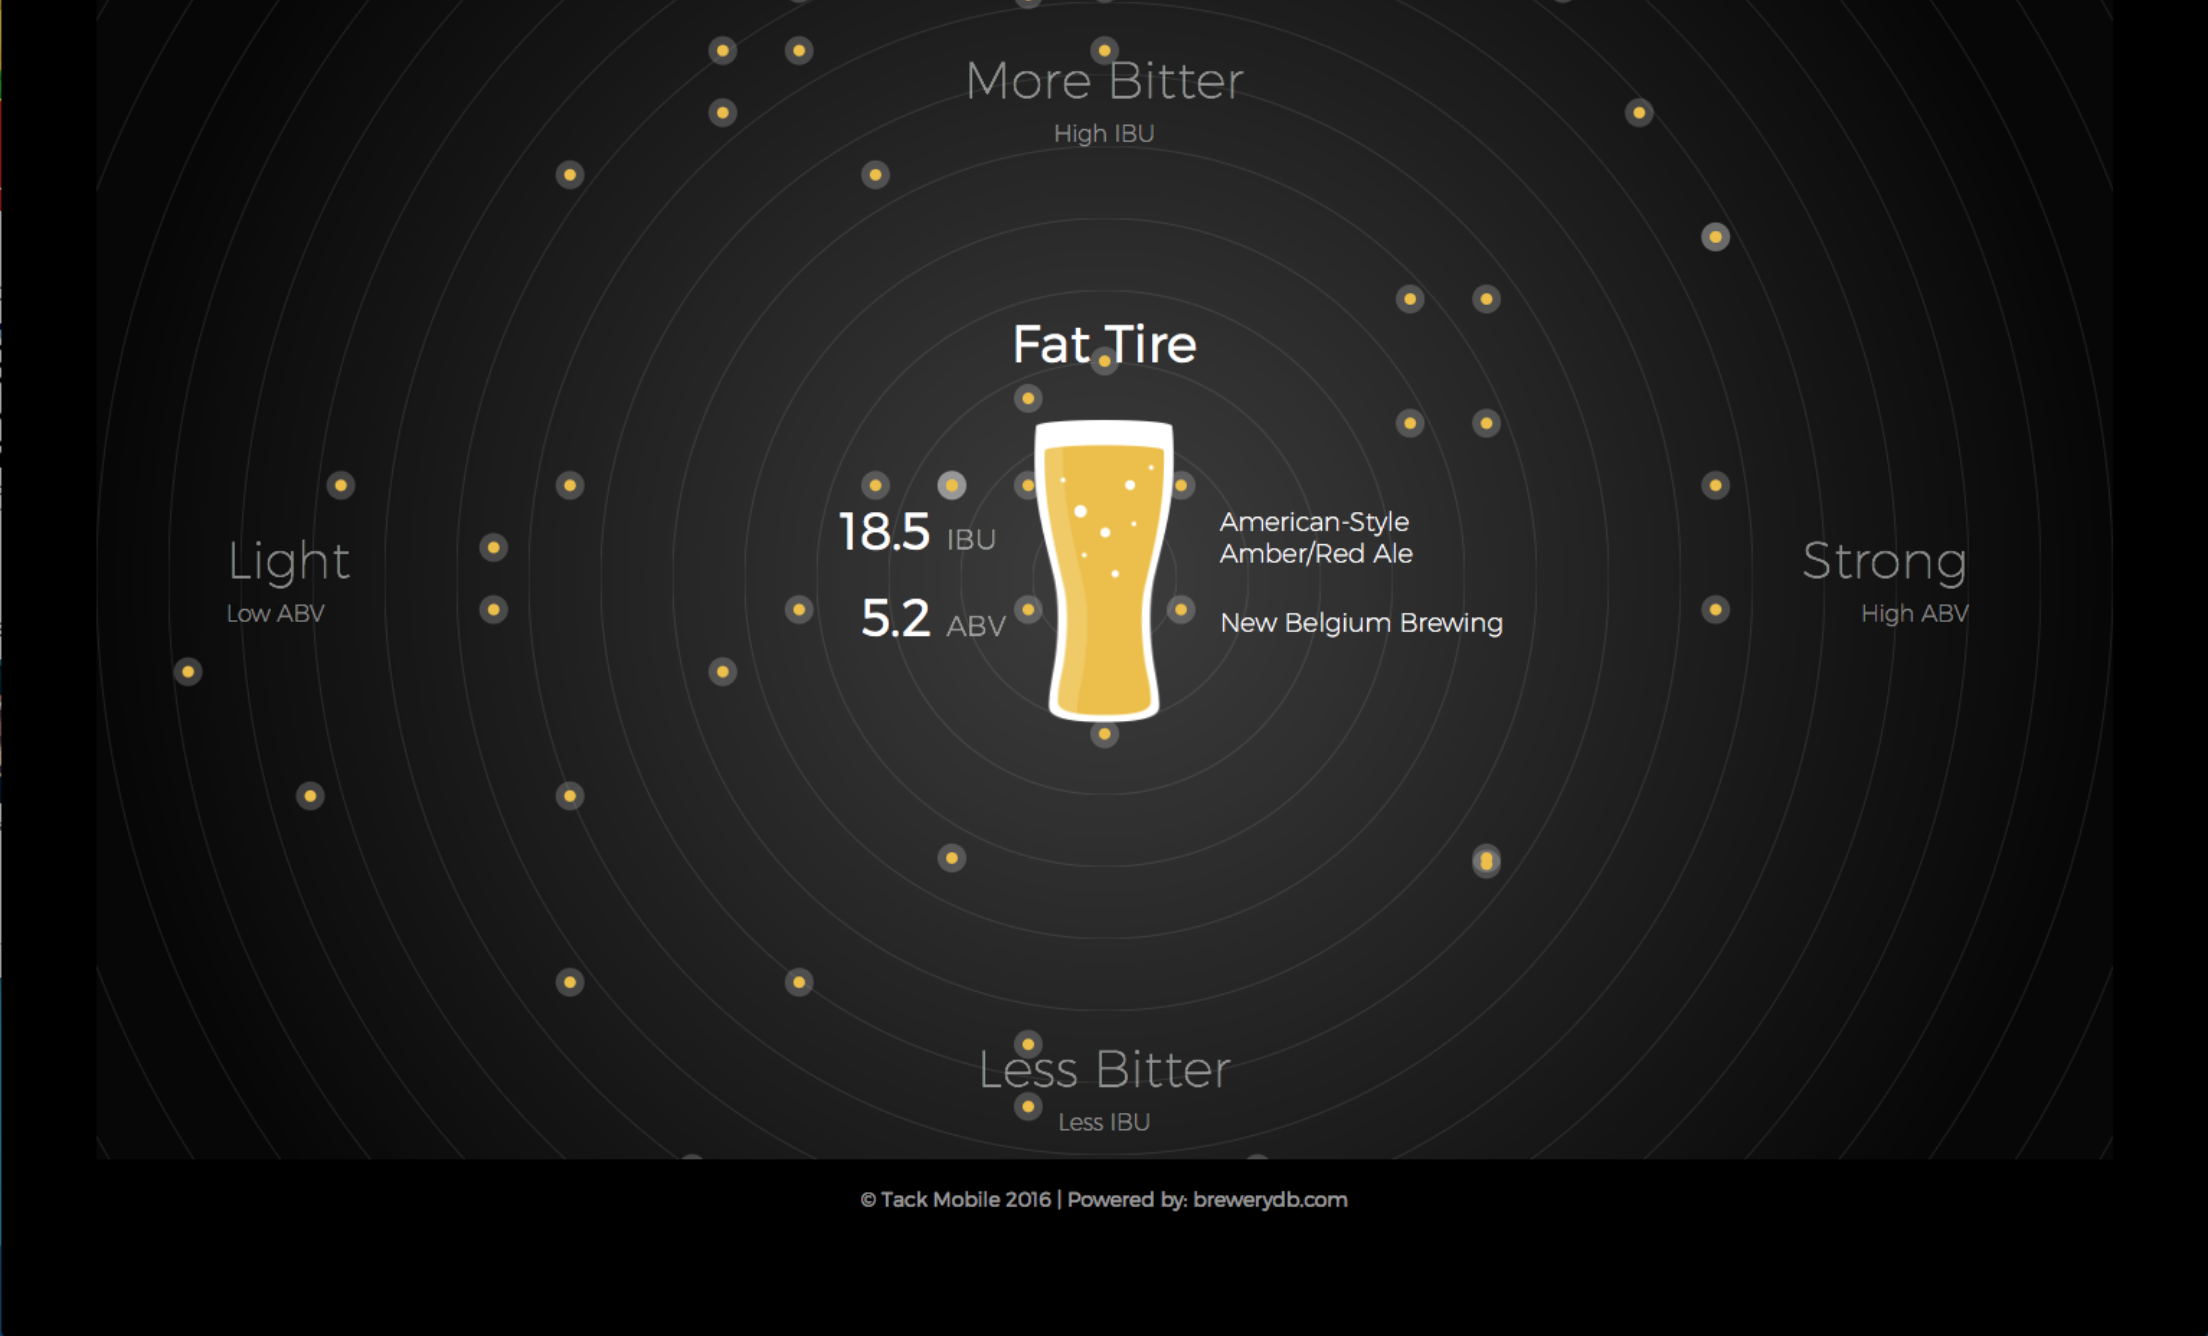 More Bitter
High IBU
Fat Tire
18.5 IBU
American-Style
Amber/Red Ale
Light
Low ABV
Strong
High ABV
5.2 ABV
New Belgium Brewing
Less Bitter
Less IBU
© Tack Mobile 2016 | Powered by: brewerydb.com